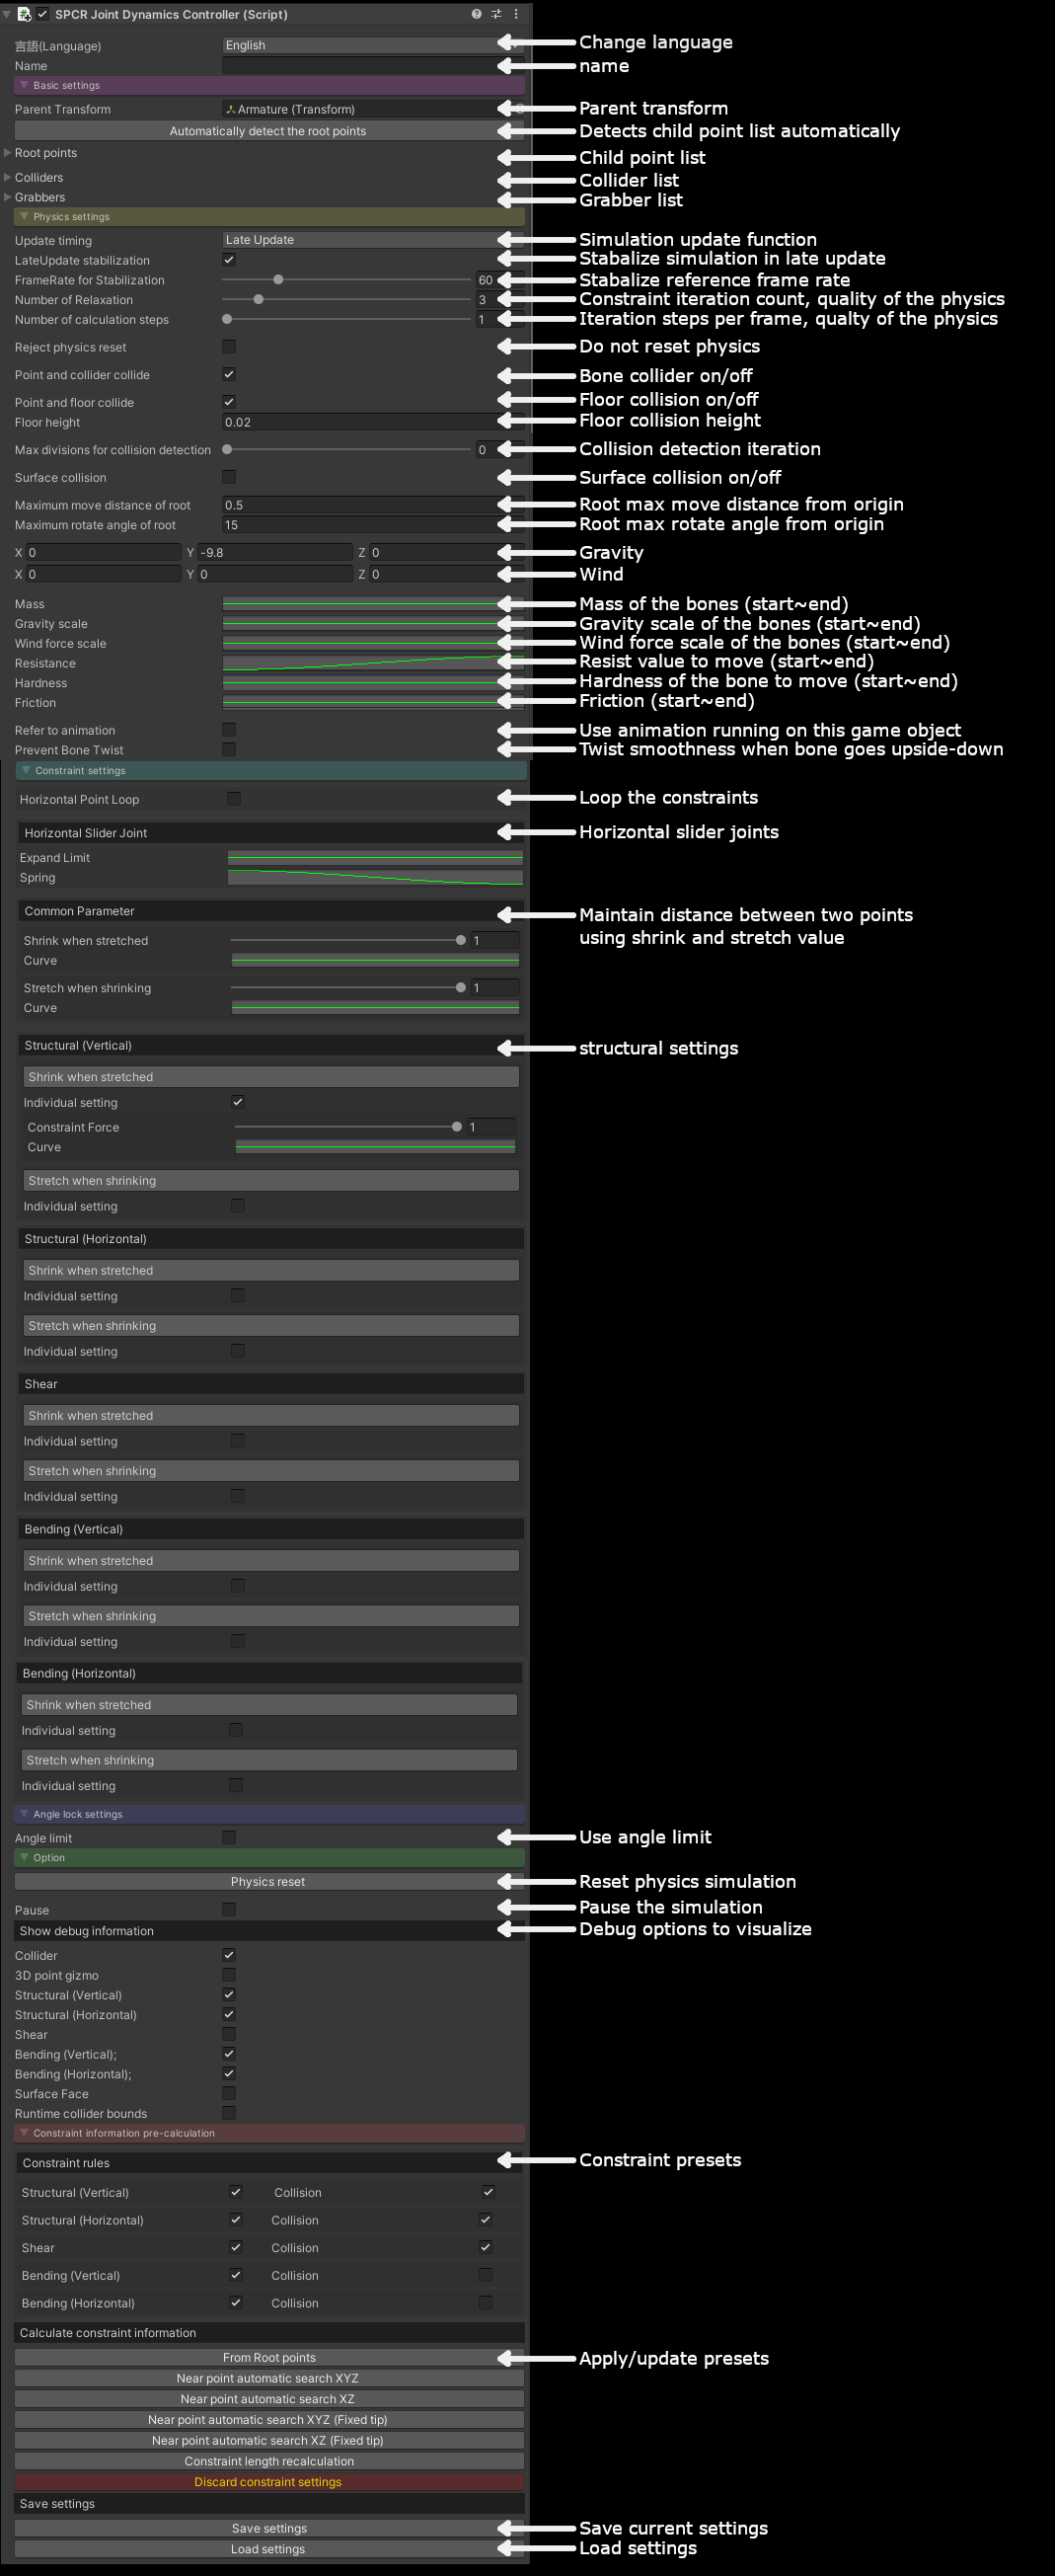 SPCR Joint Dynamics Controller (Script)
言語(Language) English Change language
Name name
Basic settings
Parent Transform Armature (Transform) Parent transform
Automatically detect the root points Detects child point list automatically
Root points Child point list
Colliders Collider list
Grabbers Grabber list
Physics settings
Update timing Late Update Simulation update function
LateUpdate stabilization Stabalize simulation in late update
FrameRate for Stabilization 60 Stabalize reference frame rate
Number of Relaxation 3 Constraint iteration count, quality of the physics
Number of calculation steps 1 Iteration steps per frame, qualty of the physics
Reject physics reset Do not reset physics
Point and collider collide Bone collider on/off
Point and floor collide Floor collision on/off
Floor height 0.02 Floor collision height
Max divisions for collision detection 0 Collision detection iteration
Surface collision Surface collision on/off
Maximum move distance of root 0.5 Root max move distance from origin
Maximum rotate angle of root 15 Root max rotate angle from origin
X 0 Y -9.8 Z 0 Gravity
X 0 Y 0 Z 0 Wind
Mass Mass of the bones (start~end)
Gravity scale Gravity scale of the bones (start~end)
Wind force scale Wind force scale of the bones (start~end)
Resistance Resist value to move (start~end)
Hardness Hardness of the bone to move (start~end)
Friction Friction (start~end)
Refer to animation Use animation running on this game object
Prevent Bone Twist Twist smoothness when bone goes upside-down
Constraint settings
Horizontal Point Loop Loop the constraints
Horizontal Slider Joint Horizontal slider joints
Expand Limit
Spring
Common Parameter Maintain distance between two points
using shrink and stretch value
Shrink when stretched 1
Curve
Stretch when shrinking 1
Curve
Structural (Vertical) structural settings
Shrink when stretched
Individual setting
Constraint Force 1
Curve
Stretch when shrinking
Individual setting
Structural (Horizontal)
Shrink when stretched
Individual setting
Stretch when shrinking
Individual setting
Shear
Shrink when stretched
Individual setting
Stretch when shrinking
Individual setting
Bending (Vertical)
Shrink when stretched
Individual setting
Stretch when shrinking
Individual setting
Bending (Horizontal)
Shrink when stretched
Individual setting
Stretch when shrinking
Individual setting
Angle lock settings
Angle limit Use angle limit
Option
Physics reset Reset physics simulation
Pause Pause the simulation
Show debug information Debug options to visualize
Collider
3D point gizmo
Structural (Vertical)
Structural (Horizontal)
Shear
Bending (Vertical);
Bending (Horizontal);
Surface Face
Runtime collider bounds
Constraint information pre-calculation
Constraint rules Constraint presets
Structural (Vertical) Collision
Structural (Horizontal) Collision
Shear Collision
Bending (Vertical) Collision
Bending (Horizontal) Collision
Calculate constraint information
From Root points Apply/update presets
Near point automatic search XYZ
Near point automatic search XZ
Near point automatic search XYZ (Fixed tip)
Near point automatic search XZ (Fixed tip)
Constraint length recalculation
Discard constraint settings
Save settings
Save settings Save current settings
Load settings Load settings